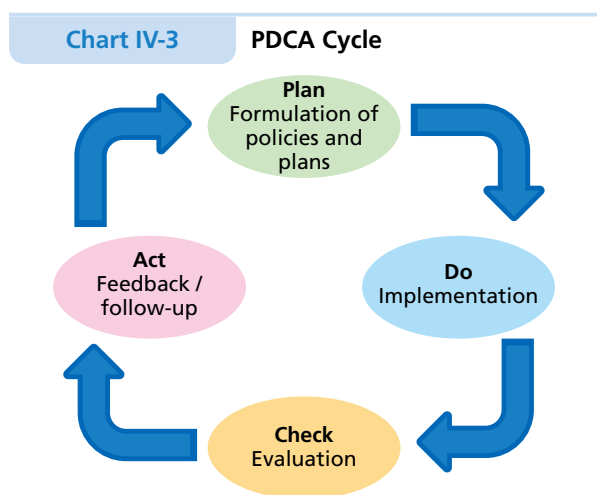 Chart IV-3 PDCA Cycle
Plan
Formulation of
policies and
plans
Do
Implementation
Check
Evaluation
Act
Feedback /
follow-up